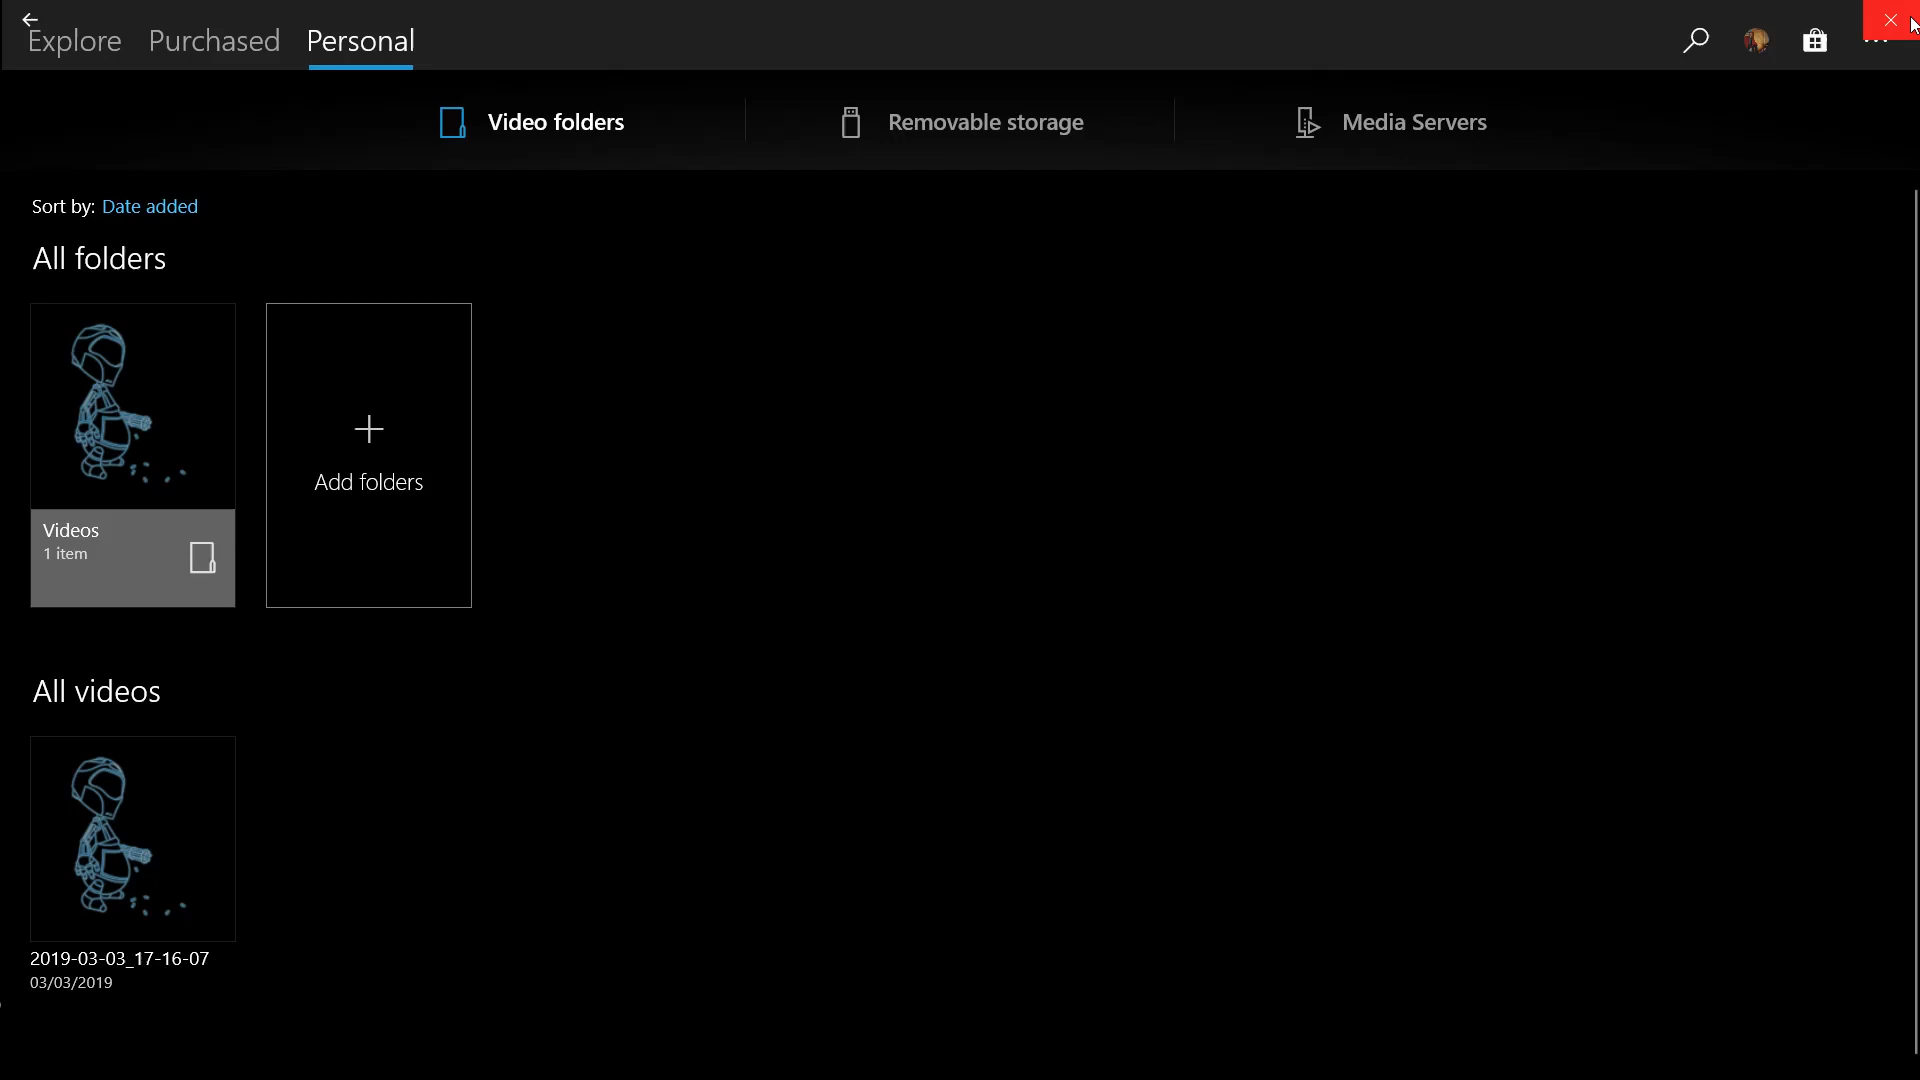 Explore Purchased Personal
Video folders Removable storage Media Servers
Sort by: Date added
All folders
Videos
1 item
Add folders
All videos
2019-03-03_17-16-07
03/03/2019